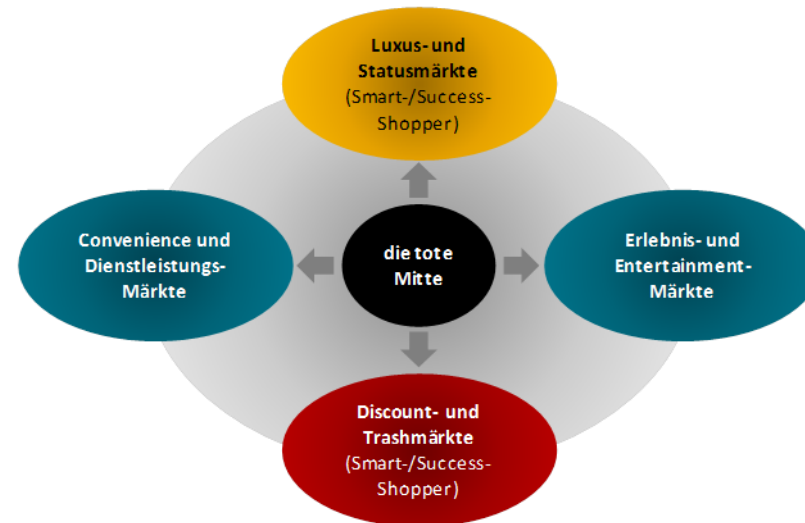 Luxus- und
Statusmärkte
(Smart-/Success-
Shopper)
Convenience und
Dienstleistungs-
Märkte
die tote
Mitte
Erlebnis- und
Entertainment-
Märkte
Discount- und
Trashmärkte
(Smart-/Success-
Shopper)